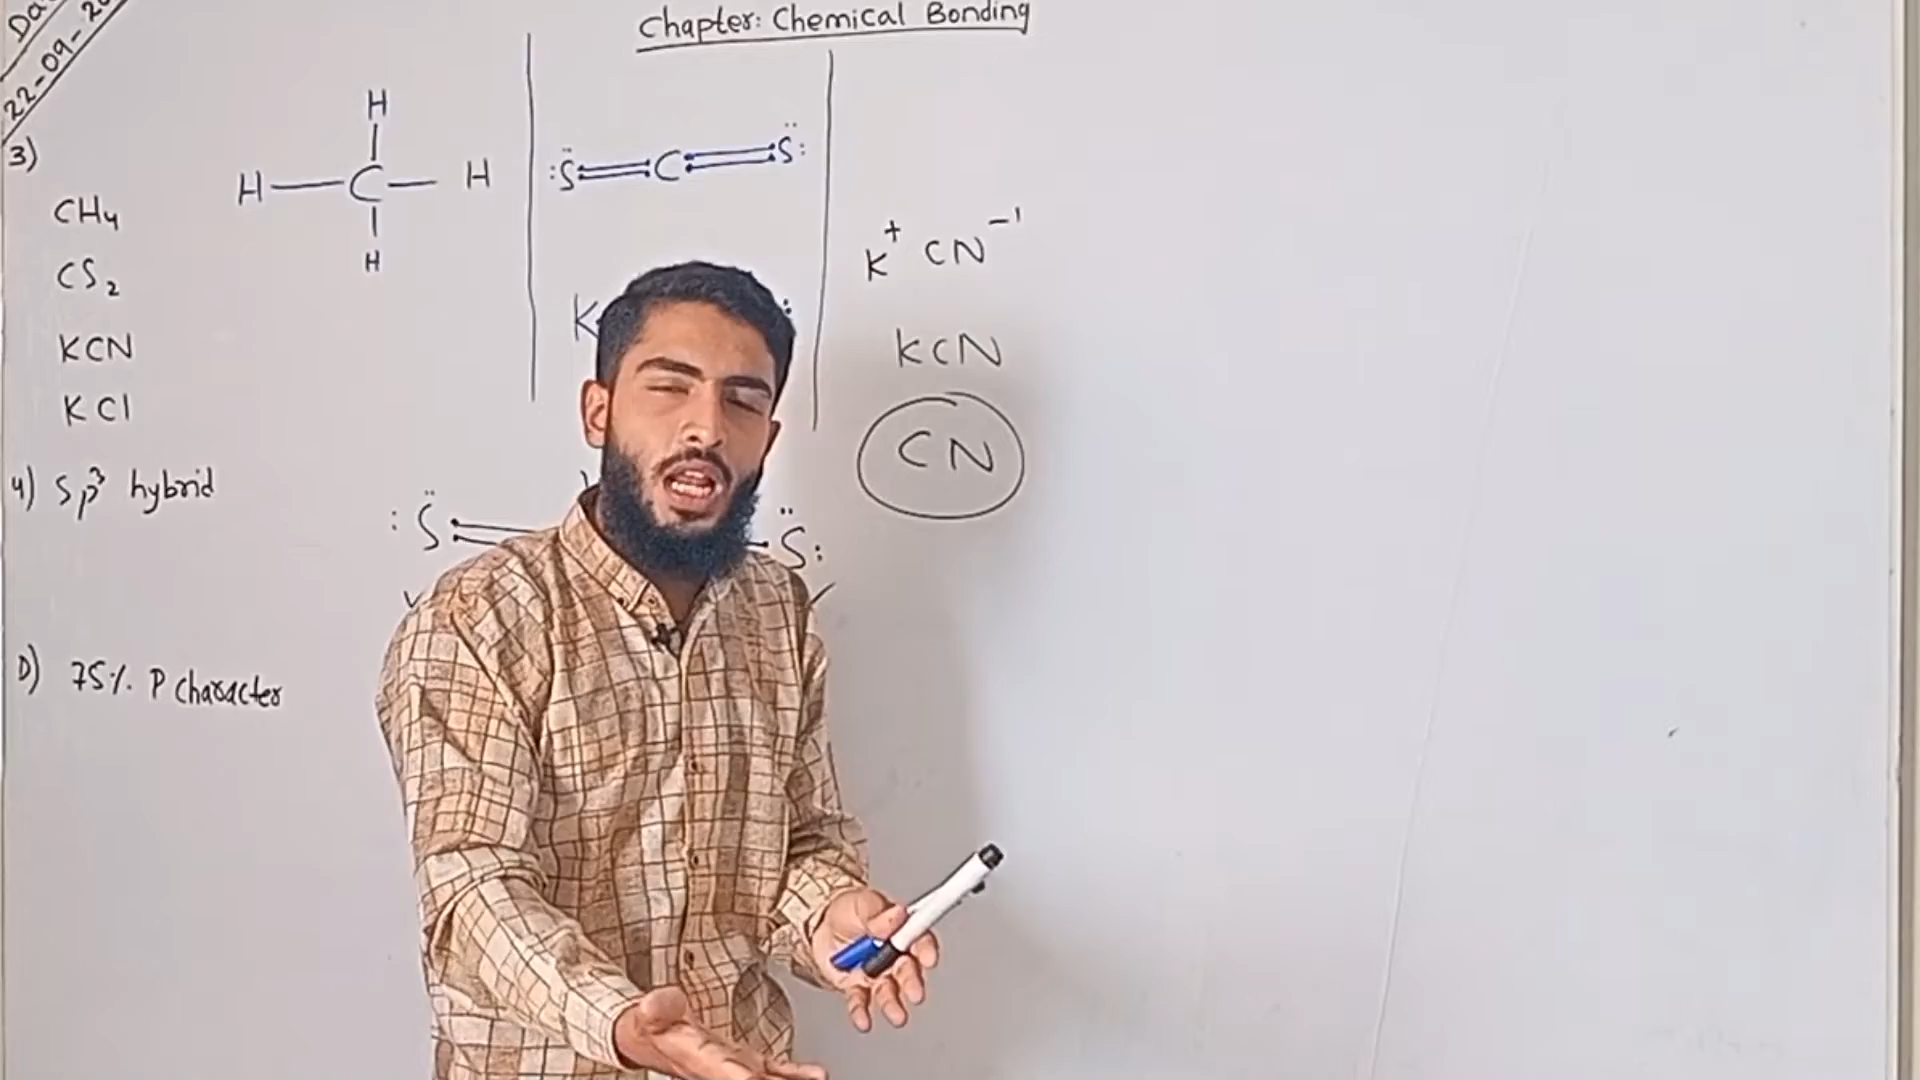 Chapter: Chemical Bonding
22-09-20
3)
CH4
CS2
KCN
KCl
4) Sp³ hybrid
D) 75%. P Character
H
H — C — H
H
:S̈ = C = S̈:
K
:S̈ = S̈:
K⁺ CN⁻¹
KCN
CN